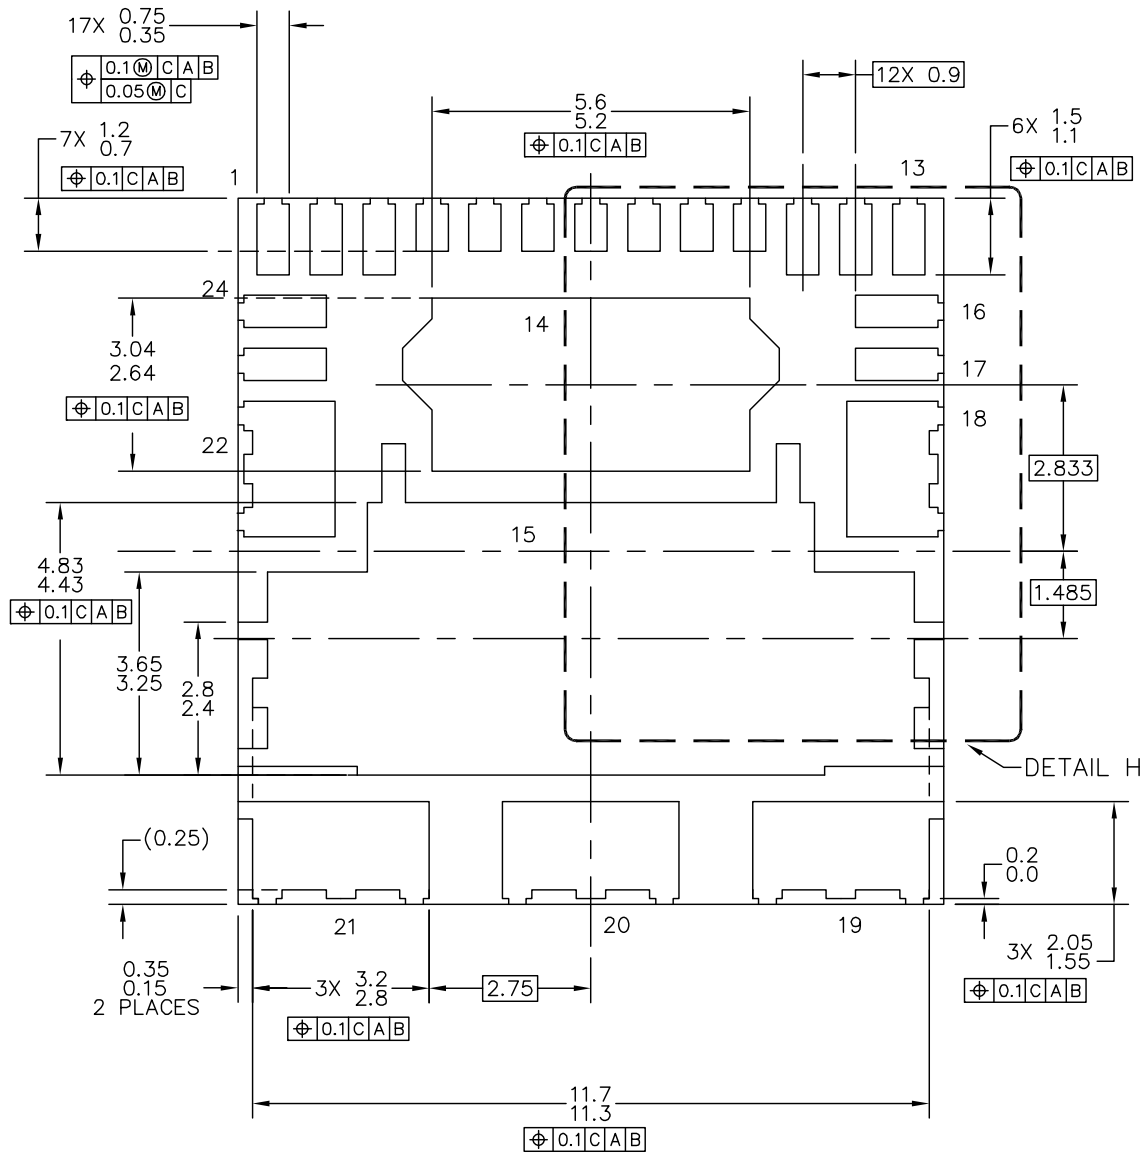 17X 0.75
0.35
⌖ 0.1Ⓜ C A B
0.05Ⓜ C
12X 0.9
5.6
5.2
⌖ 0.1 C A B
7X 1.2
0.7
⌖ 0.1 C A B
6X 1.5
1.1
⌖ 0.1 C A B
1
13
24
14
16
3.04
2.64
⌖ 0.1 C A B
17
18
22
2.833
15
4.83
4.43
⌖ 0.1 C A B
1.485
3.65
3.25
2.8
2.4
DETAIL H
(0.25)
0.2
0.0
21
20
19
3X 2.05
1.55
⌖ 0.1 C A B
0.35
0.15
2 PLACES
3X 3.2
2.8
⌖ 0.1 C A B
2.75
11.7
11.3
⌖ 0.1 C A B